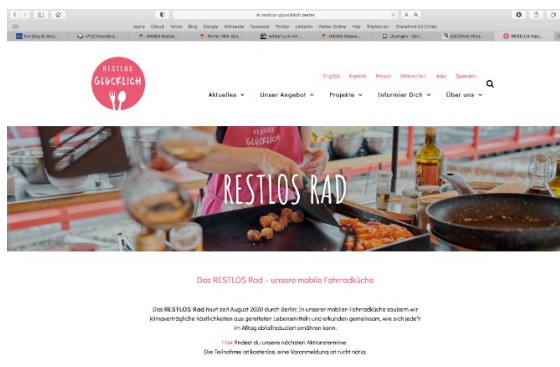 restlos-gluecklich.berlin
Apple iCloud Yahoo Bing Google Wikipedia Facebook Twitter LinkedIn
RESTLOS
GLÜCKLICH
English Kontakt Presse Mitmachen Jobs Spenden
Aktuelles Unser Angebot Projekte Informier Dich Über uns
RESTLOS
GLÜCKLICH
RESTLOS RAD
Das RESTLOS Rad – unsere mobile Fahrradküche
Das RESTLOS Rad tourt seit August 2020 durch Berlin: In unserer mobilen Fahrradküche zaubern wir
klimaverträgliche Köstlichkeiten aus geretteten Lebensmitteln und erkunden gemeinsam, wie sich jede*r
im Alltag abfallreduziert ernähren kann.
Hier findest du unsere nächsten Aktionstermine.
Die Teilnahme ist kostenlos, eine Voranmeldung ist nicht nötig.